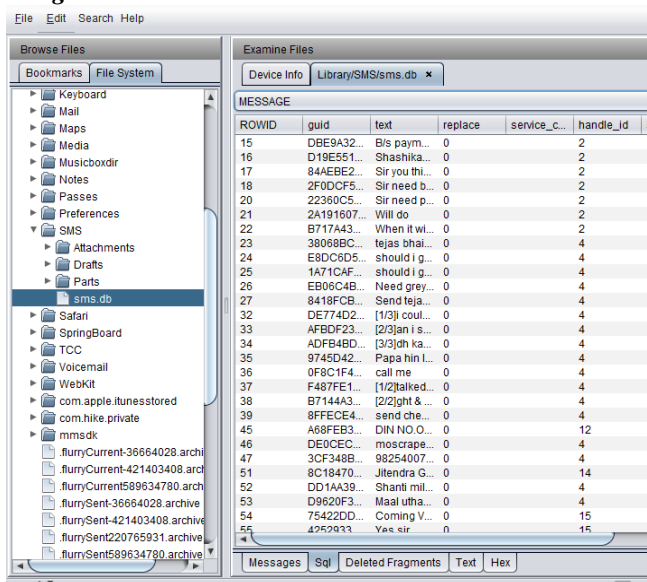 File Edit Search Help
Browse Files
Bookmarks File System
Keyboard
Mail
Maps
Media
Musicboxdir
Notes
Passes
Preferences
SMS
Attachments
Drafts
Parts
sms.db
Safari
SpringBoard
TCC
Voicemail
WebKit
com.apple.itunesstored
com.hike.private
mmsdk
.flurryCurrent-36664028.archi
.flurryCurrent-421403408.arch
.flurryCurrent589634780.archi
.flurrySent-36664028.archive
.flurrySent-421403408.archive
.flurrySent220765931.archive
.flurrySent589634780.archive
Examine Files
Device Info Library/SMS/sms.db ×
MESSAGE
ROWID guid text replace service_c... handle_id
15 DBE9A32... B/s paym... 0 2
16 D19E551... Shashika... 0 2
17 84AEBE2... Sir you thi... 0 2
18 2F0DCF5... Sir need b... 0 2
20 22360C5... Sir need p... 0 2
21 2A191607... Will do 0 2
22 B717A43... When it wi... 0 2
23 38068BC... tejas bhai... 0 4
24 E8DC6D5... should i g... 0 4
25 1A71CAF... should i g... 0 4
26 EB06C4B... Need grey... 0 4
27 8418FCB... Send teja... 0 4
32 DE774D2... [1/3]i coul... 0 4
33 AFBDF23... [2/3]an i s... 0 4
34 ADFB4BD... [3/3]dh ka... 0 4
35 9745D42... Papa hin l... 0 4
36 0F8C1F4... call me 0 4
37 F487FE1... [1/2]talked... 0 4
38 B7144A3... [2/2]ght & ... 0 4
39 8FFECE4... send che... 0 4
45 A68FEB3... DIN NO.O... 0 12
46 DE0CEC... moscrape... 0 4
47 3CF348B... 98254007... 0 4
51 8C18470... Jitendra G... 0 14
52 DD1AA39... Shanti mil... 0 4
53 D9620F3... Maal utha... 0 4
54 75422DD... Coming V... 0 15
55 4252933... Yes sir 0 15
Messages Sql Deleted Fragments Text Hex